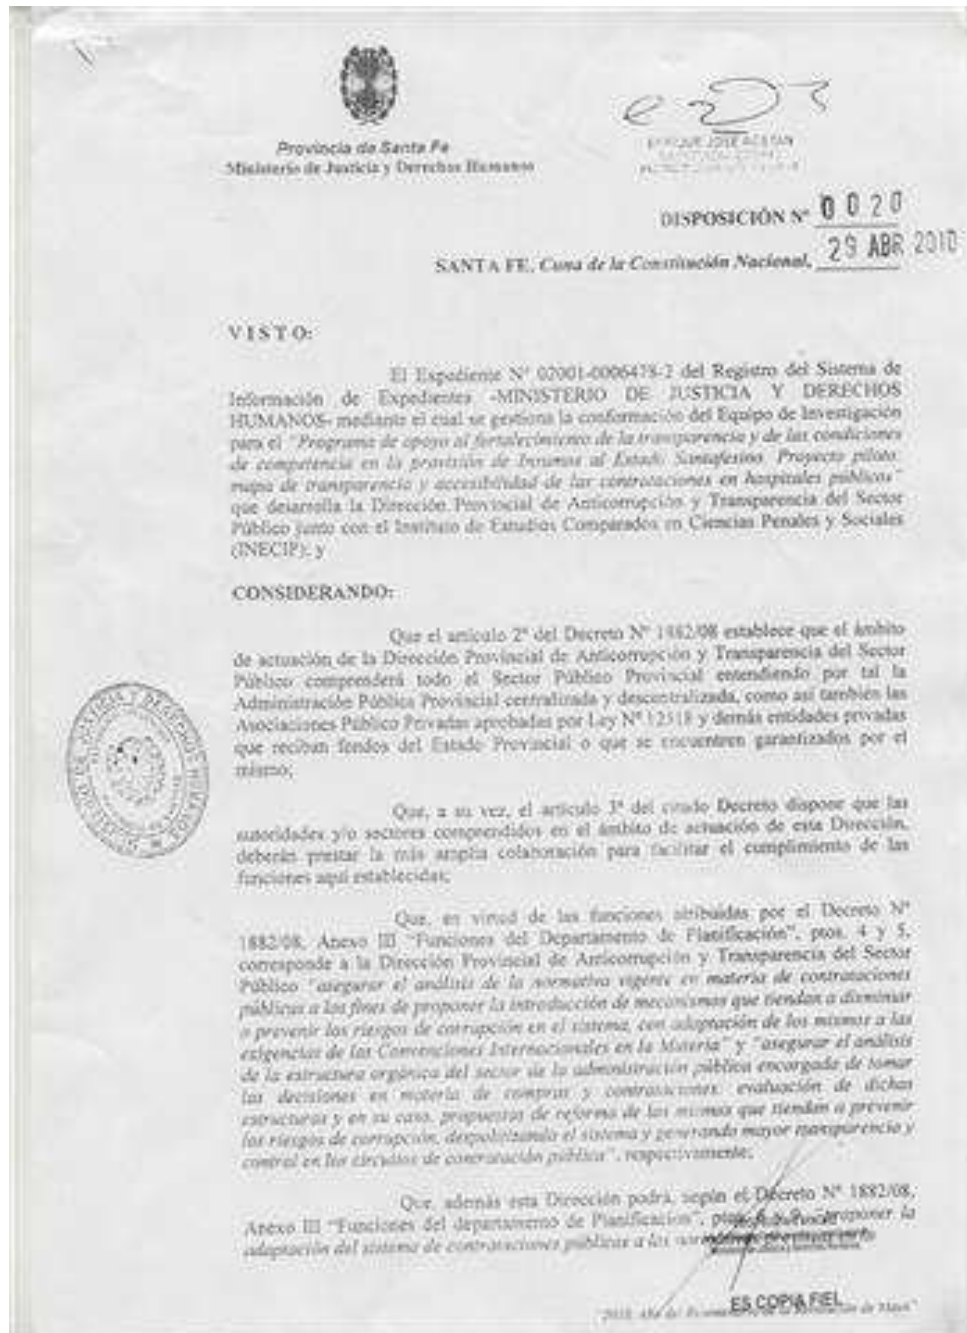 Provincia de Santa Fe
Ministerio de Justicia y Derechos Humanos
DISPOSICIÓN Nº 0020
SANTA FE, Cuna de la Constitución Nacional, 29 ABR 2010
VISTO:
El Expediente Nº 02001-0006478-2 del Registro del Sistema de
Información de Expedientes -MINISTERIO DE JUSTICIA Y DERECHOS
HUMANOS- mediante el cual se gestiona la conformación del Equipo de Investigación
para el "Programa de apoyo al fortalecimiento de la transparencia y de las condiciones
de competencia en la provisión de Insumos al Estado Santafesino. Proyecto piloto:
mapa de transparencia y accesibilidad de las contrataciones en hospitales públicos"
que desarrolla la Dirección Provincial de Anticorrupción y Transparencia del Sector
Público junto con el Instituto de Estudios Comparados en Ciencias Penales y Sociales
(INECIP); y
CONSIDERANDO:
Que el artículo 2º del Decreto Nº 1882/08 establece que el ámbito
de actuación de la Dirección Provincial de Anticorrupción y Transparencia del Sector
Público comprenderá todo el Sector Público Provincial entendiendo por tal la
Administración Pública Provincial centralizada y descentralizada, como así también las
Asociaciones Público Privadas aprobadas por Ley Nº 12518 y demás entidades privadas
que reciban fondos del Estado Provincial o que se encuentren garantizados por el
mismo;
Que, a su vez, el artículo 3º del citado Decreto dispone que las
autoridades y/o sectores comprendidos en el ámbito de actuación de esta Dirección,
deberán prestar la más amplia colaboración para facilitar el cumplimiento de las
funciones aquí establecidas;
Que, en virtud de las funciones atribuidas por el Decreto Nº
1882/08, Anexo III "Funciones del Departamento de Planificación", ptos. 4 y 5,
corresponde a la Dirección Provincial de Anticorrupción y Transparencia del Sector
Público "asegurar el análisis de la normativa vigente en materia de contrataciones
públicas a los fines de proponer la introducción de mecanismos que tiendan a disminuir
o prevenir los riesgos de corrupción en el sistema, con adaptación de los mismos a las
exigencias de las Convenciones Internacionales en la Materia" y "asegurar el análisis
de la estructura orgánica del sector de la administración pública encargada de tomar
las decisiones en materia de compras y contrataciones, evaluación de dichas
estructuras y en su caso, propuestas de reforma de las mismas que tiendan a prevenir
los riesgos de corrupción, despolitizando el sistema y generando mayor transparencia y
control en los circuitos de contratación pública", respectivamente;
Que, además esta Dirección podrá, según el Decreto Nº 1882/08,
Anexo III "Funciones del departamento de Planificación", ptos. 8 y 9, "proponer la
adaptación del sistema de contrataciones públicas a las
ES COPIA FIEL